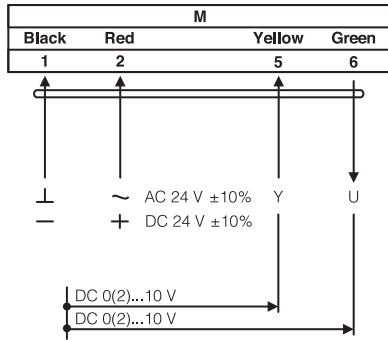 M
Black Red Yellow Green
1 2 5 6
⊥ ~ AC 24 V ±10% Y U
− + DC 24 V ±10%
DC 0(2)...10 V
DC 0(2)...10 V